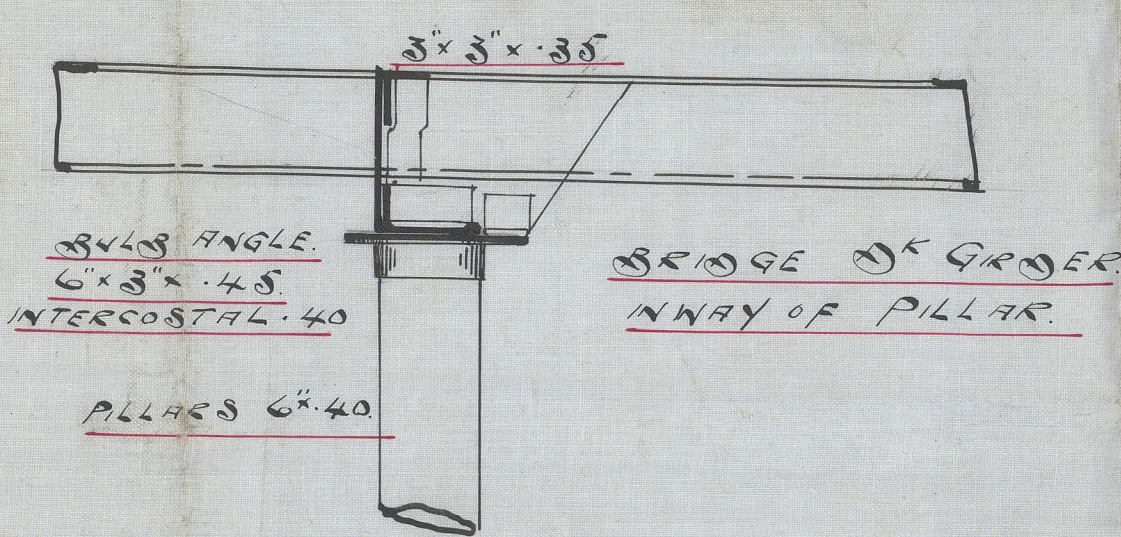 3" x 3" x .35
BULB ANGLE.
6" x 3" x .45.
INTERCOSTAL .40
PILLARS 6" x .40.
BRIDGE DK GIRDER.
INWAY OF PILLAR.